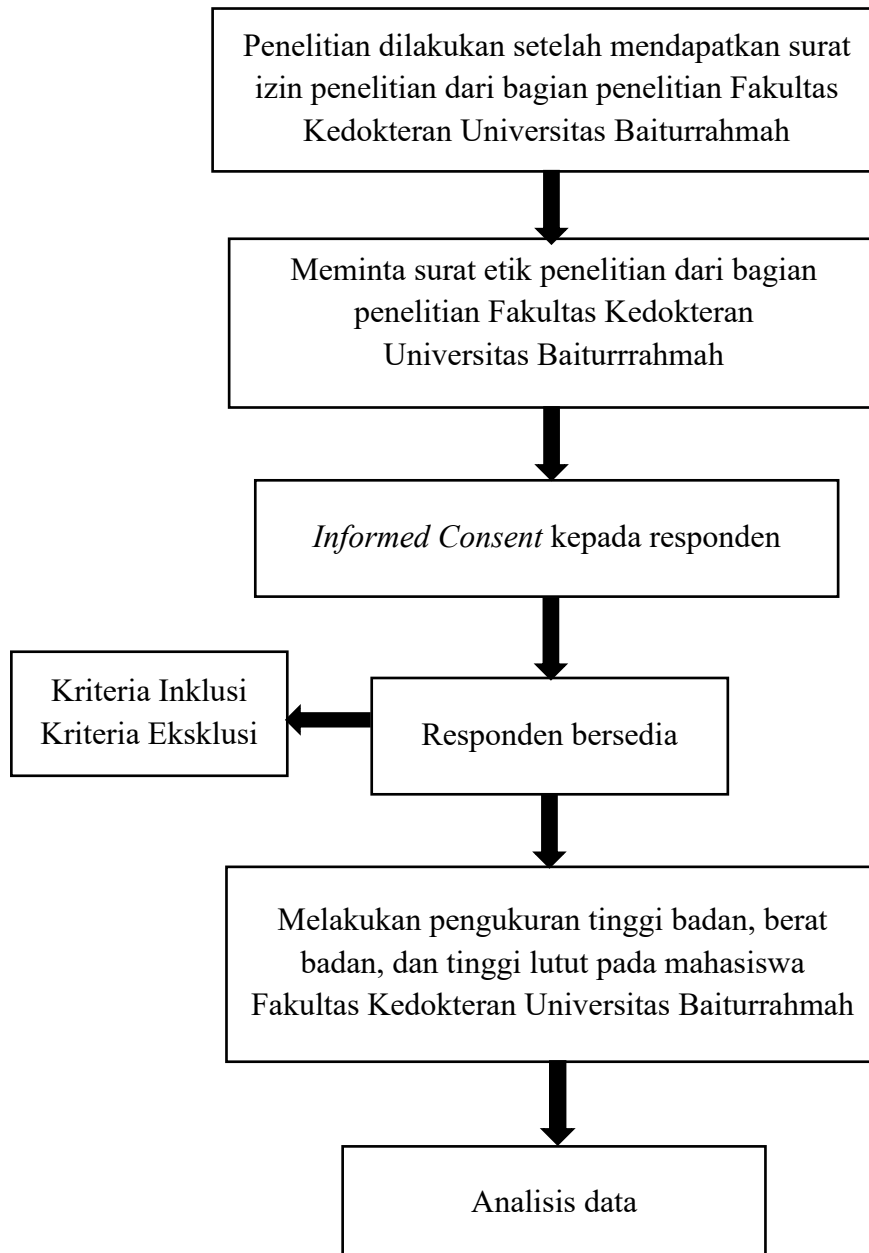 Penelitian dilakukan setelah mendapatkan surat
izin penelitian dari bagian penelitian Fakultas
Kedokteran Universitas Baiturrahmah
Meminta surat etik penelitian dari bagian
penelitian Fakultas Kedokteran
Universitas Baiturrrahmah
Informed Consent kepada responden
Kriteria Inklusi
Kriteria Eksklusi
Responden bersedia
Melakukan pengukuran tinggi badan, berat
badan, dan tinggi lutut pada mahasiswa
Fakultas Kedokteran Universitas Baiturrahmah
Analisis data